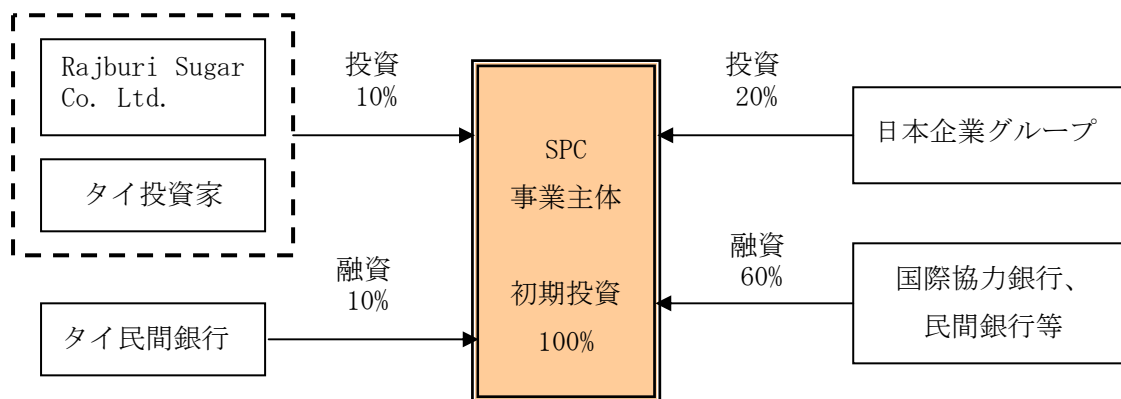 Rajburi Sugar
Co. Ltd.
タイ投資家
タイ民間銀行
投資
10%
融資
10%
SPC
事業主体
初期投資
100%
投資
20%
融資
60%
日本企業グループ
国際協力銀行、
民間銀行等